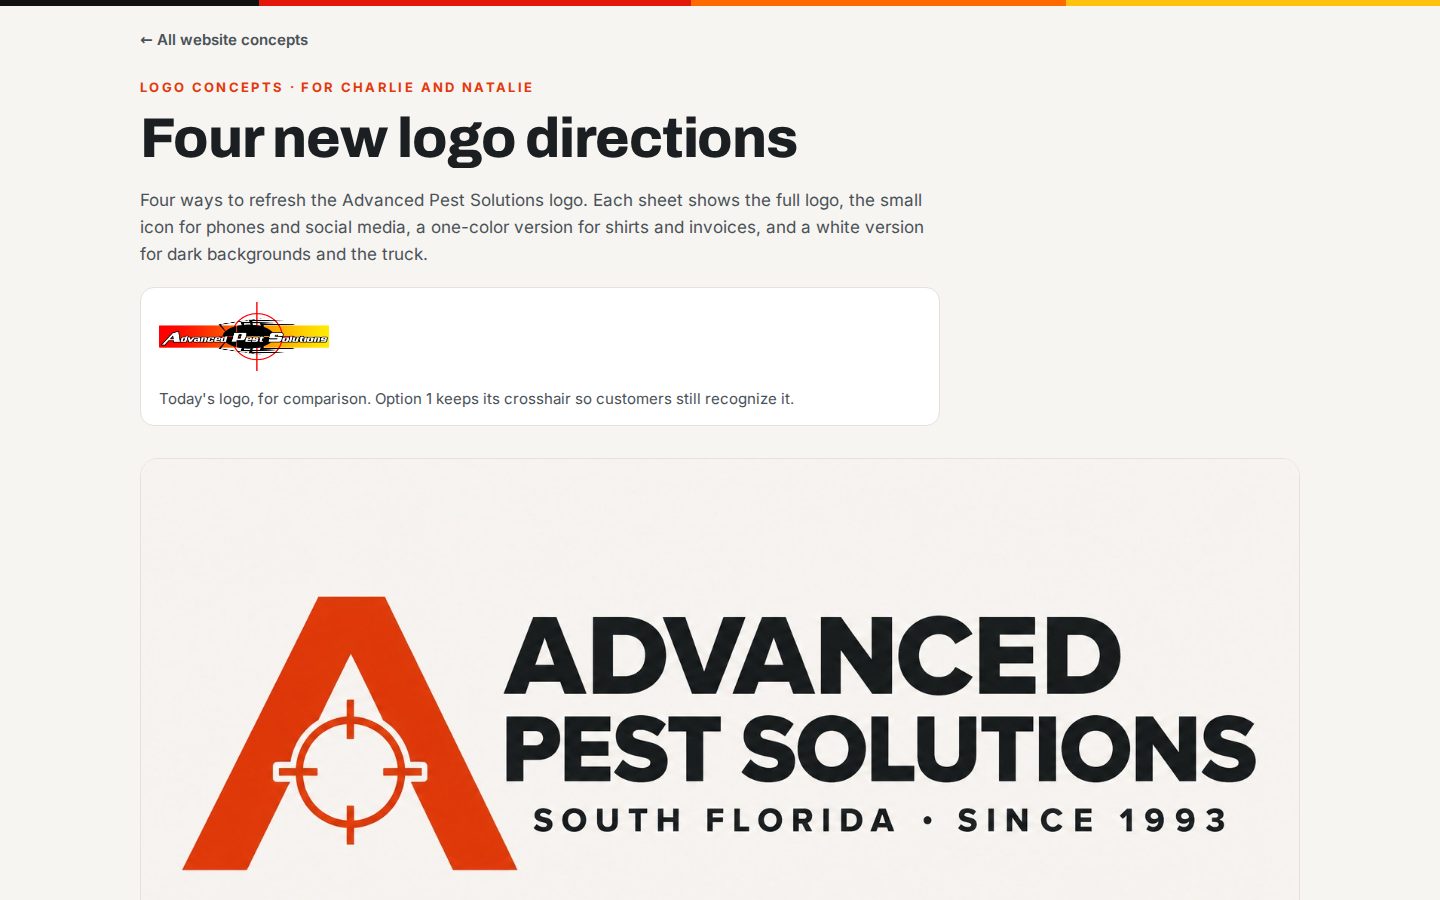 ← All website concepts
LOGO CONCEPTS · FOR CHARLIE AND NATALIE
Four new logo directions
Four ways to refresh the Advanced Pest Solutions logo. Each sheet shows the full logo, the small
icon for phones and social media, a one-color version for shirts and invoices, and a white version
for dark backgrounds and the truck.
Advanced Pest Solutions
Today's logo, for comparison. Option 1 keeps its crosshair so customers still recognize it.
ADVANCED
PEST SOLUTIONS
SOUTH FLORIDA • SINCE 1993